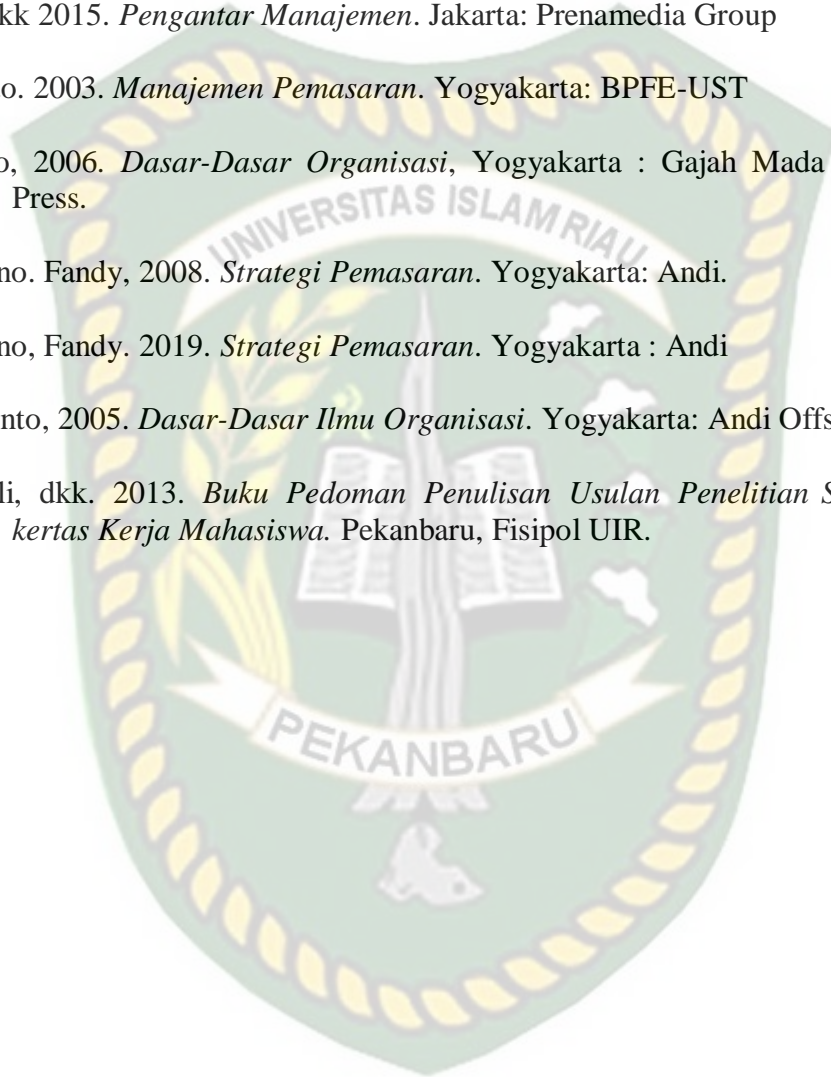 kk 2015. Pengantar Manajemen. Jakarta: Prenamedia Group
o. 2003. Manajemen Pemasaran. Yogyakarta: BPFE-UST
o, 2006. Dasar-Dasar Organisasi, Yogyakarta : Gajah Mada
Press.
UNIVERSITAS ISLAM RIAU
no. Fandy, 2008. Strategi Pemasaran. Yogyakarta: Andi.
no, Fandy. 2019. Strategi Pemasaran. Yogyakarta : Andi
nto, 2005. Dasar-Dasar Ilmu Organisasi. Yogyakarta: Andi Offs
li, dkk. 2013. Buku Pedoman Penulisan Usulan Penelitian S
kertas Kerja Mahasiswa. Pekanbaru, Fisipol UIR.
PEKANBARU